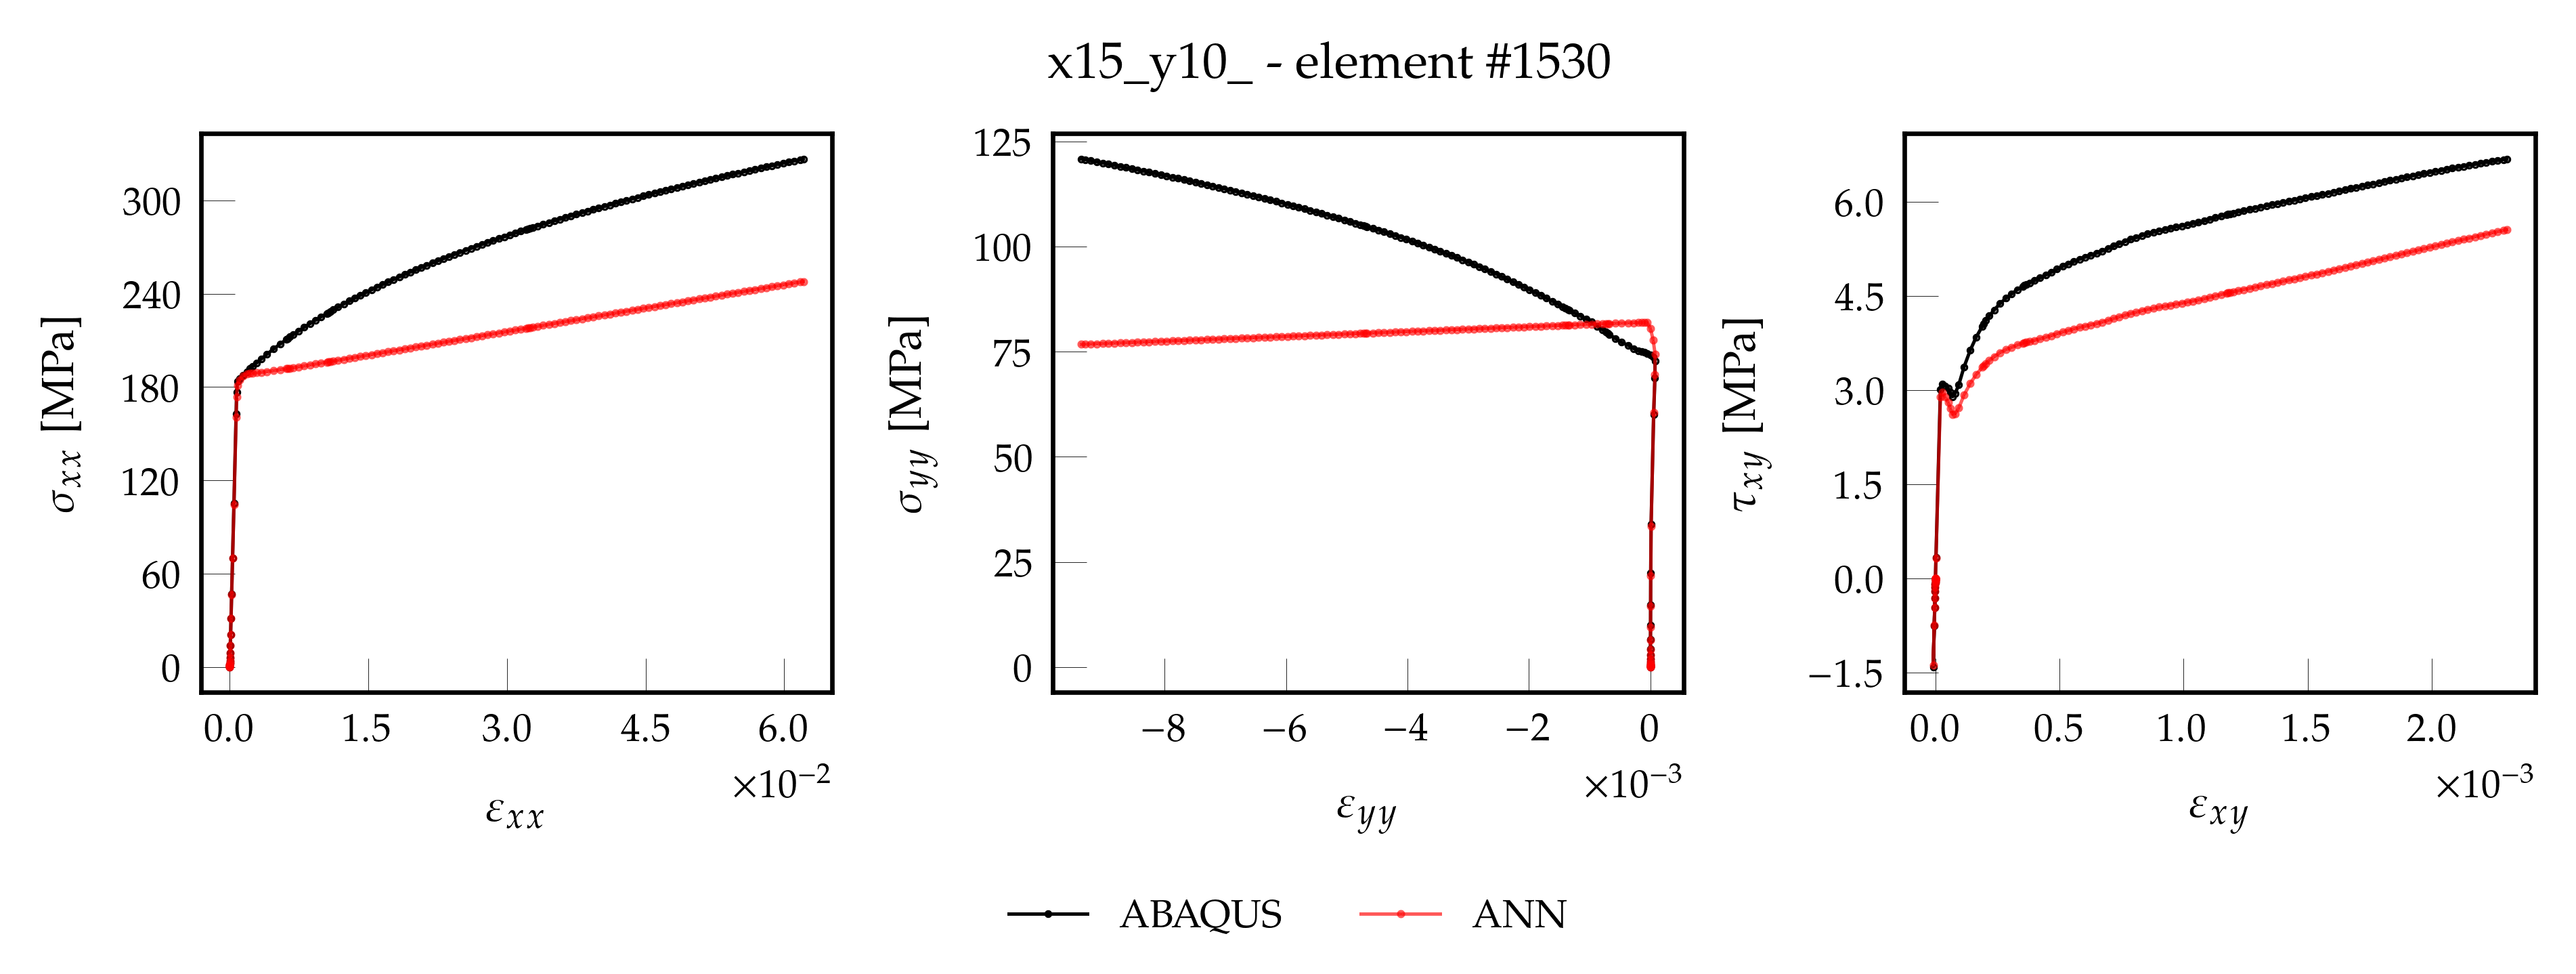 x15_y10_ - element #1530
σxx [MPa]
300
240
180
120
60
0
0.0 1.5 3.0 4.5 6.0
×10⁻²
εxx
σyy [MPa]
125
100
75
50
25
0
−8 −6 −4 −2 0
×10⁻³
εyy
τxy [MPa]
6.0
4.5
3.0
1.5
0.0
−1.5
0.0 0.5 1.0 1.5 2.0
×10⁻³
εxy
ABAQUS ANN